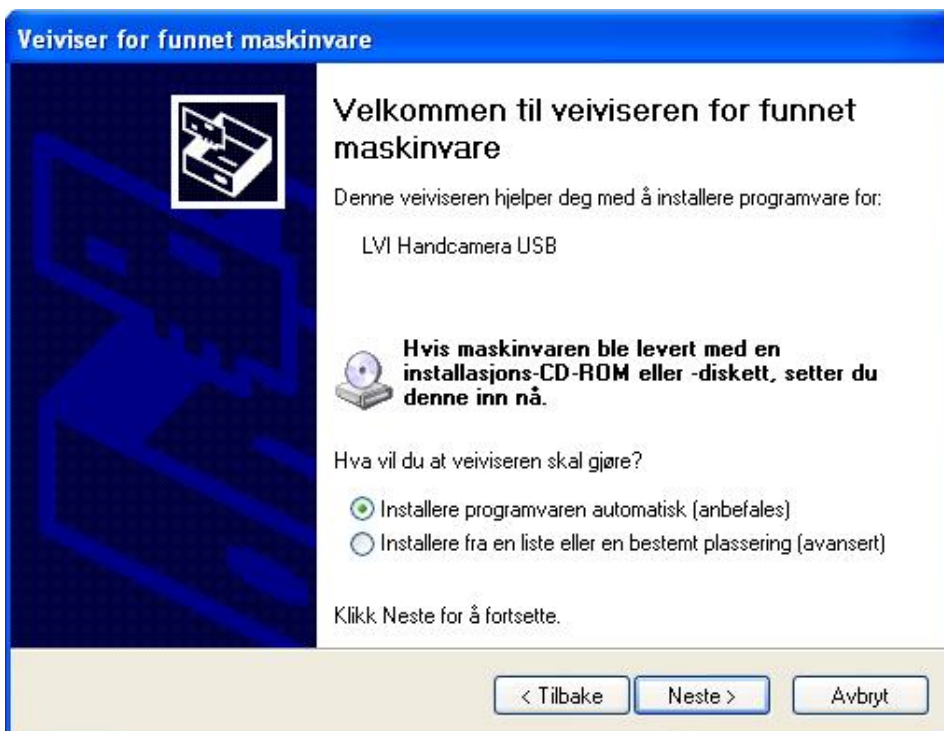 Veiviser for funnet maskinvare
Velkommen til veiviseren for funnet
maskinvare
Denne veiviseren hjelper deg med å installere programvare for:
LVI Handcamera USB
Hvis maskinvaren ble levert med en
installasjons-CD-ROM eller -diskett, setter du
denne inn nå.
Hva vil du at veiviseren skal gjøre?
Installere programvaren automatisk (anbefales)
Installere fra en liste eller en bestemt plassering (avansert)
Klikk Neste for å fortsette.
< Tilbake
Neste >
Avbryt